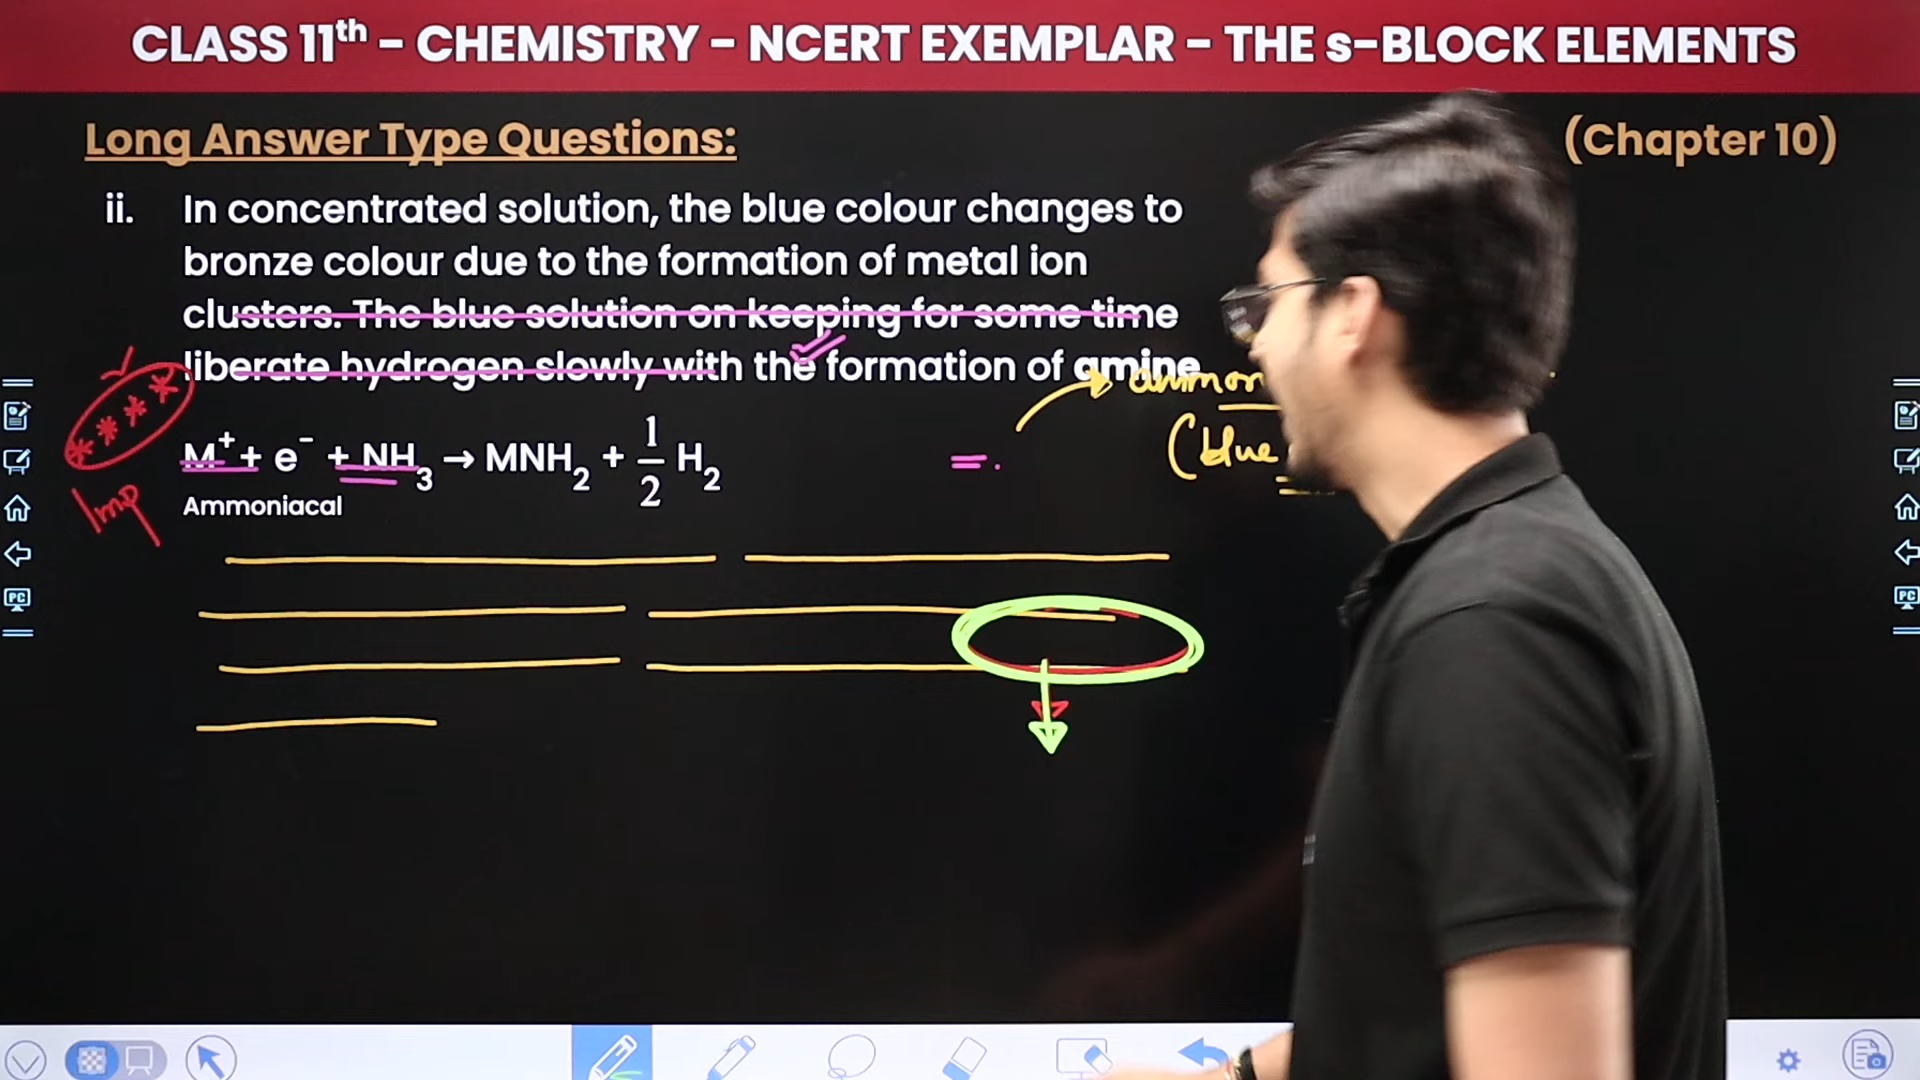 CLASS 11th - CHEMISTRY - NCERT EXEMPLAR - THE s-BLOCK ELEMENTS
Long Answer Type Questions:
(Chapter 10)
ii. In concentrated solution, the blue colour changes to
bronze colour due to the formation of metal ion
clusters. The blue solution on keeping for some time
liberate hydrogen slowly with the formation of amine
M⁺ + e⁻ + NH₃ → MNH₂ + 1/2 H₂
Ammoniacal
Imp
(blue
PC
PC